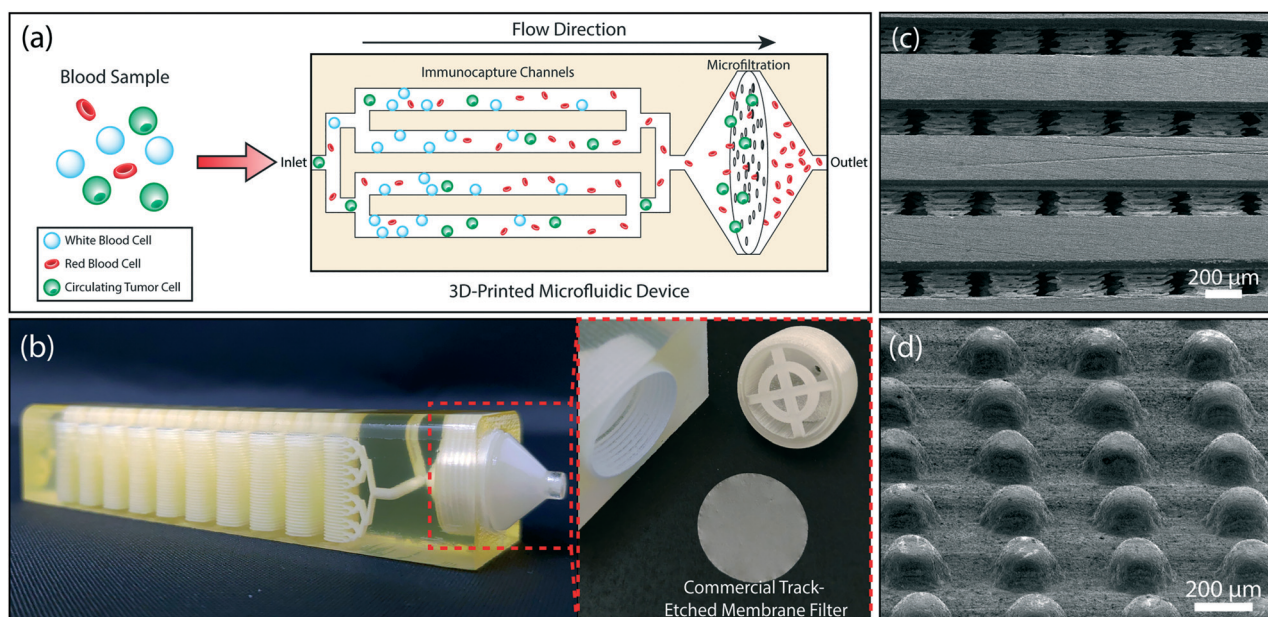 (a)
Flow Direction
Blood Sample
Immunocapture Channels
Microfiltration
Inlet
Outlet
White Blood Cell
Red Blood Cell
Circulating Tumor Cell
3D-Printed Microfluidic Device
(b)
Commercial Track-
Etched Membrane Filter
(c)
200 μm
(d)
200 μm